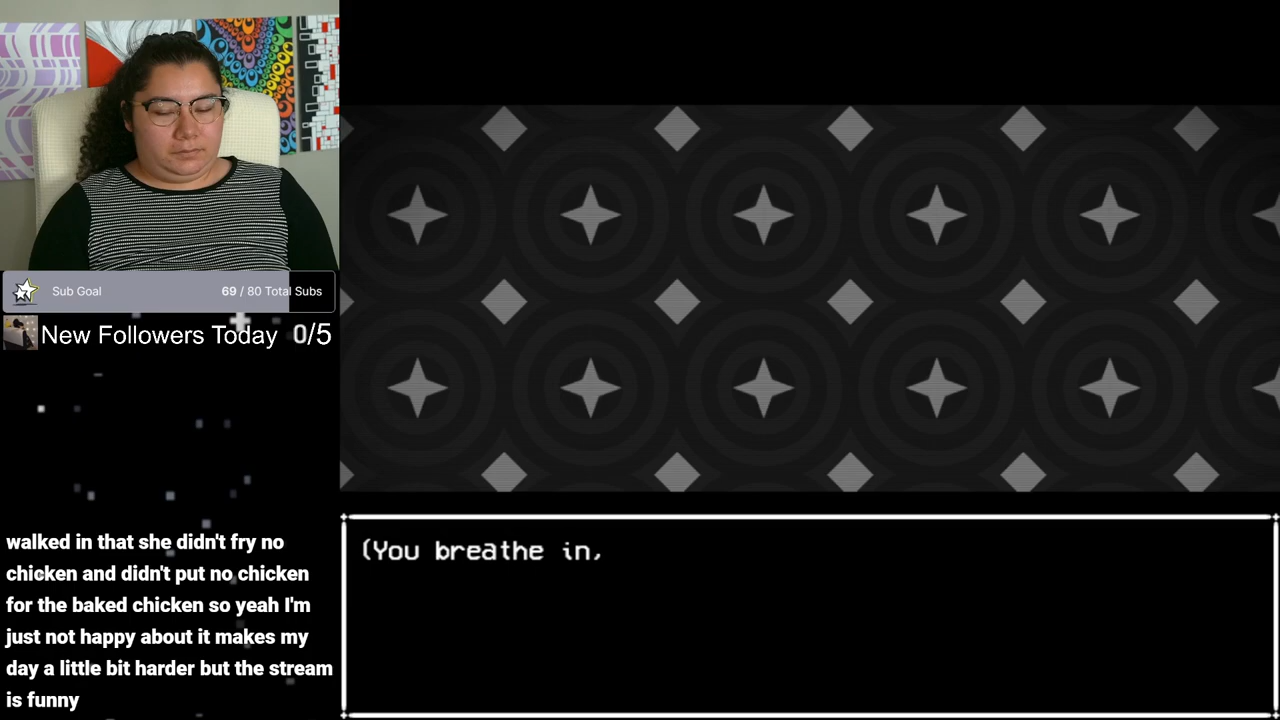 Sub Goal
69 / 80 Total Subs
New Followers Today 0/5
walked in that she didn't fry no
chicken and didn't put no chicken
for the baked chicken so yeah I'm
just not happy about it makes my
day a little bit harder but the stream
is funny
(You breathe in,